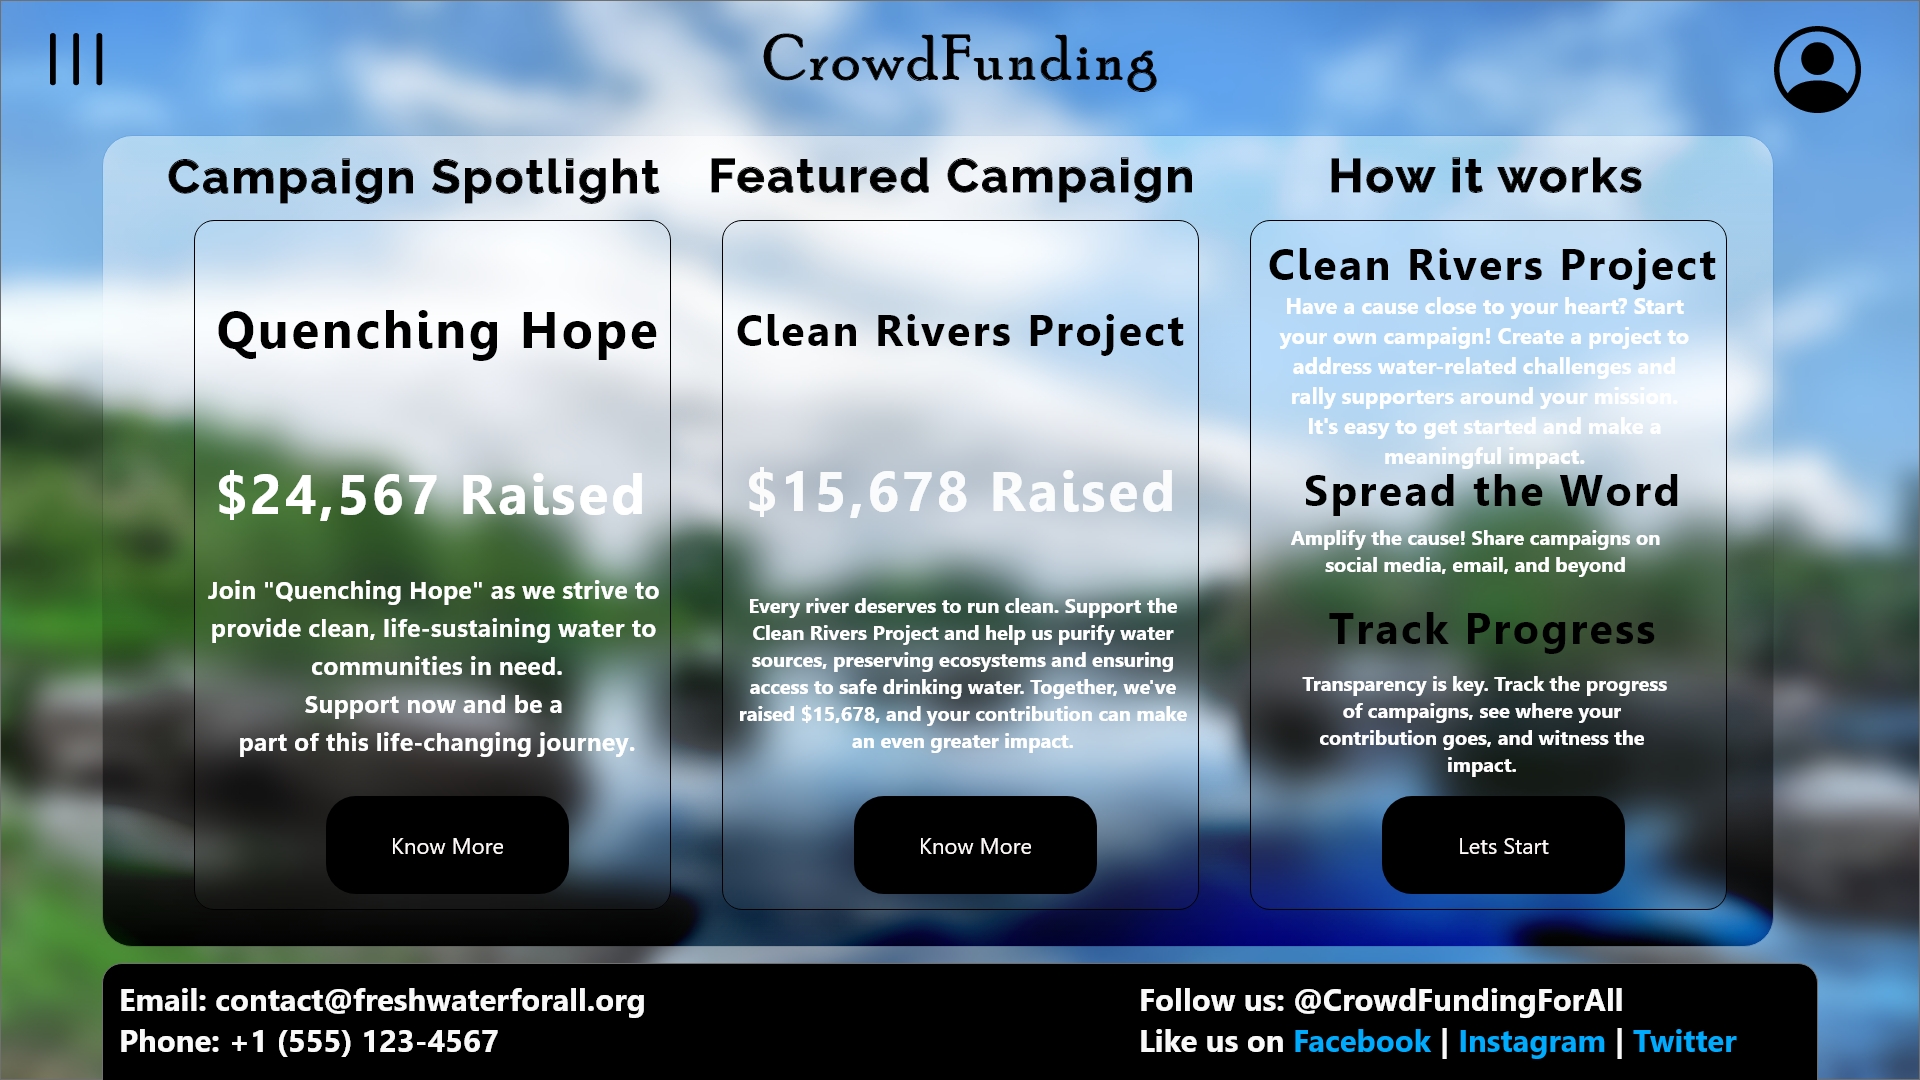 CrowdFunding
Campaign Spotlight
Quenching Hope
$24,567 Raised
Join "Quenching Hope" as we strive to
provide clean, life-sustaining water to
communities in need.
Support now and be a
part of this life-changing journey.
Know More
Featured Campaign
Clean Rivers Project
$15,678 Raised
Every river deserves to run clean. Support the
Clean Rivers Project and help us purify water
sources, preserving ecosystems and ensuring
access to safe drinking water. Together, we've
raised $15,678, and your contribution can make
an even greater impact.
Know More
How it works
Clean Rivers Project
Have a cause close to your heart? Start
your own campaign! Create a project to
address water-related challenges and
rally supporters around your mission.
It's easy to get started and make a
meaningful impact.
Spread the Word
Amplify the cause! Share campaigns on
social media, email, and beyond
Track Progress
Transparency is key. Track the progress
of campaigns, see where your
contribution goes, and witness the
impact.
Lets Start
Email: contact@freshwaterforall.org
Phone: +1 (555) 123-4567
Follow us: @CrowdFundingForAll
Like us on Facebook | Instagram | Twitter